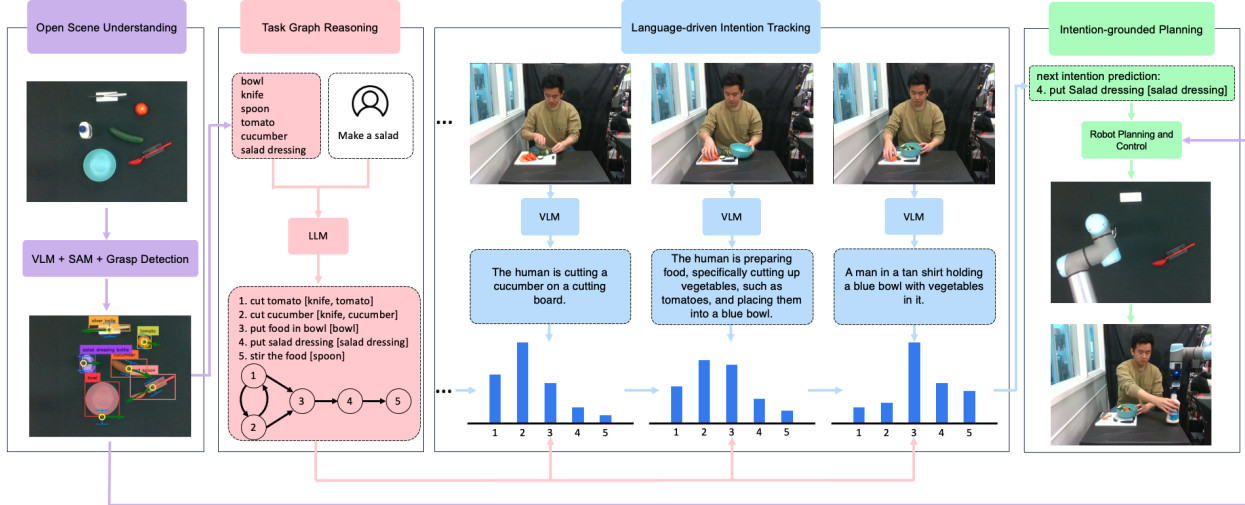 Open Scene Understanding
Task Graph Reasoning
Language-driven Intention Tracking
Intention-grounded Planning
VLM + SAM + Grasp Detection
tomato
bowl
bowl
knife
spoon
tomato
cucumber
salad dressing
Make a salad
LLM
1. cut tomato [knife, tomato]
2. cut cucumber [knife, cucumber]
3. put food in bowl [bowl]
4. put salad dressing [salad dressing]
5. stir the food [spoon]
1
2
3
4
5
...
...
VLM
VLM
VLM
The human is cutting a
cucumber on a cutting
board.
The human is preparing
food, specifically cutting up
vegetables, such as
tomatoes, and placing them
into a blue bowl.
A man in a tan shirt holding
a blue bowl with vegetables
in it.
1 2 3 4 5
1 2 3 4 5
1 2 3 4 5
next intention prediction:
4. put Salad dressing [salad dressing]
Robot Planning and
Control